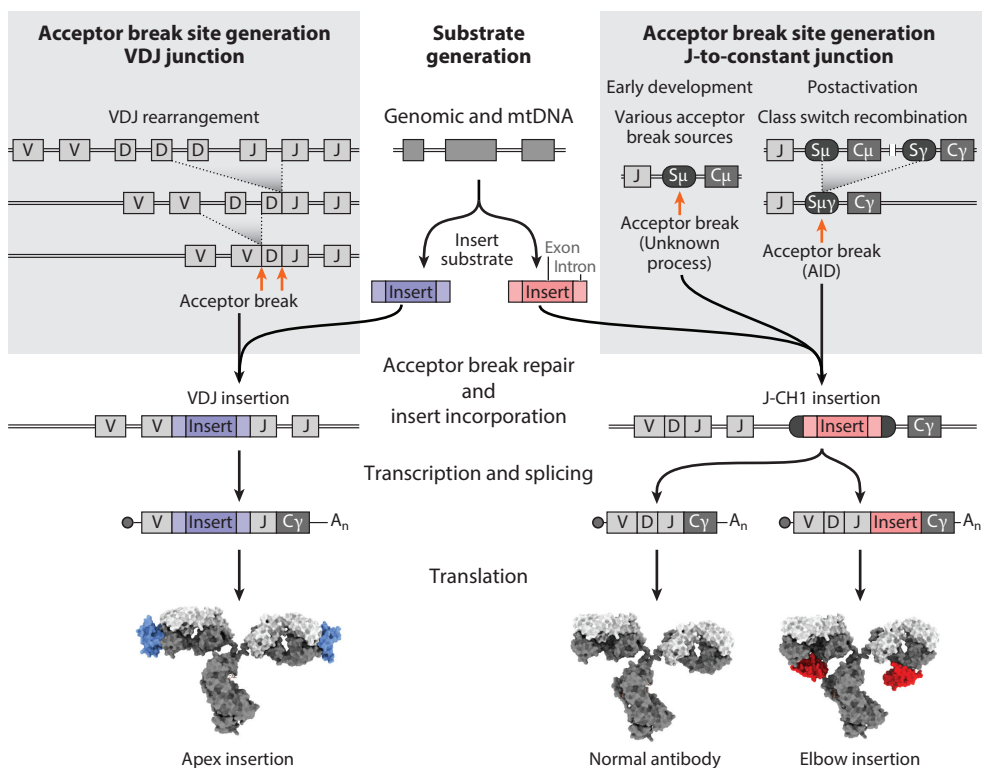 Acceptor break site generation
VDJ junction
VDJ rearrangement
V V D D D J J J
V V D D J J J
V V D J J
Acceptor break
Substrate
generation
Genomic and mtDNA
Insert
substrate
Exon
Intron
Insert
Insert
Acceptor break site generation
J-to-constant junction
Early development
Various acceptor
break sources
J Sμ Cμ
Acceptor break
(Unknown
process)
Postactivation
Class switch recombination
J Sμ Cμ Sγ Cγ
J Sμγ Cγ
Acceptor break
(AID)
Acceptor break repair
and
insert incorporation
VDJ insertion
V V Insert J J
J-CH1 insertion
V D J J Insert Cγ
Transcription and splicing
V Insert J Cγ An
V D J Cγ An
V D J Insert Cγ An
Translation
Apex insertion
Normal antibody
Elbow insertion